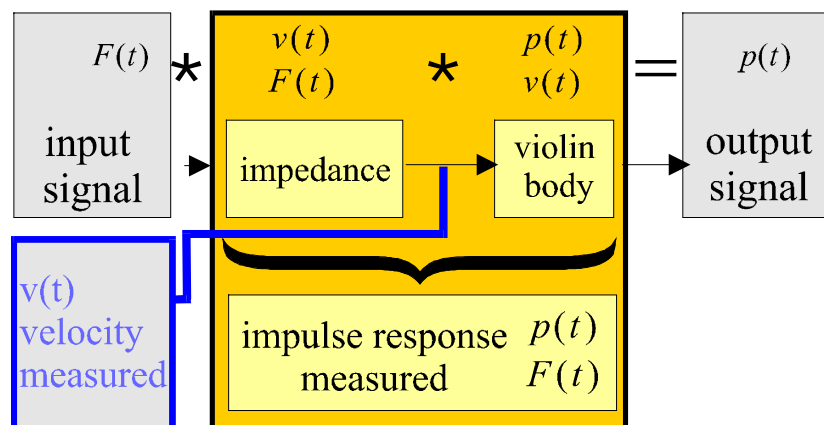 F(t)
input
signal
*
v(t)
F(t)
impedance
*
p(t)
v(t)
violin
body
=
p(t)
output
signal
v(t)
velocity
measured
impulse response
measured
p(t)
F(t)